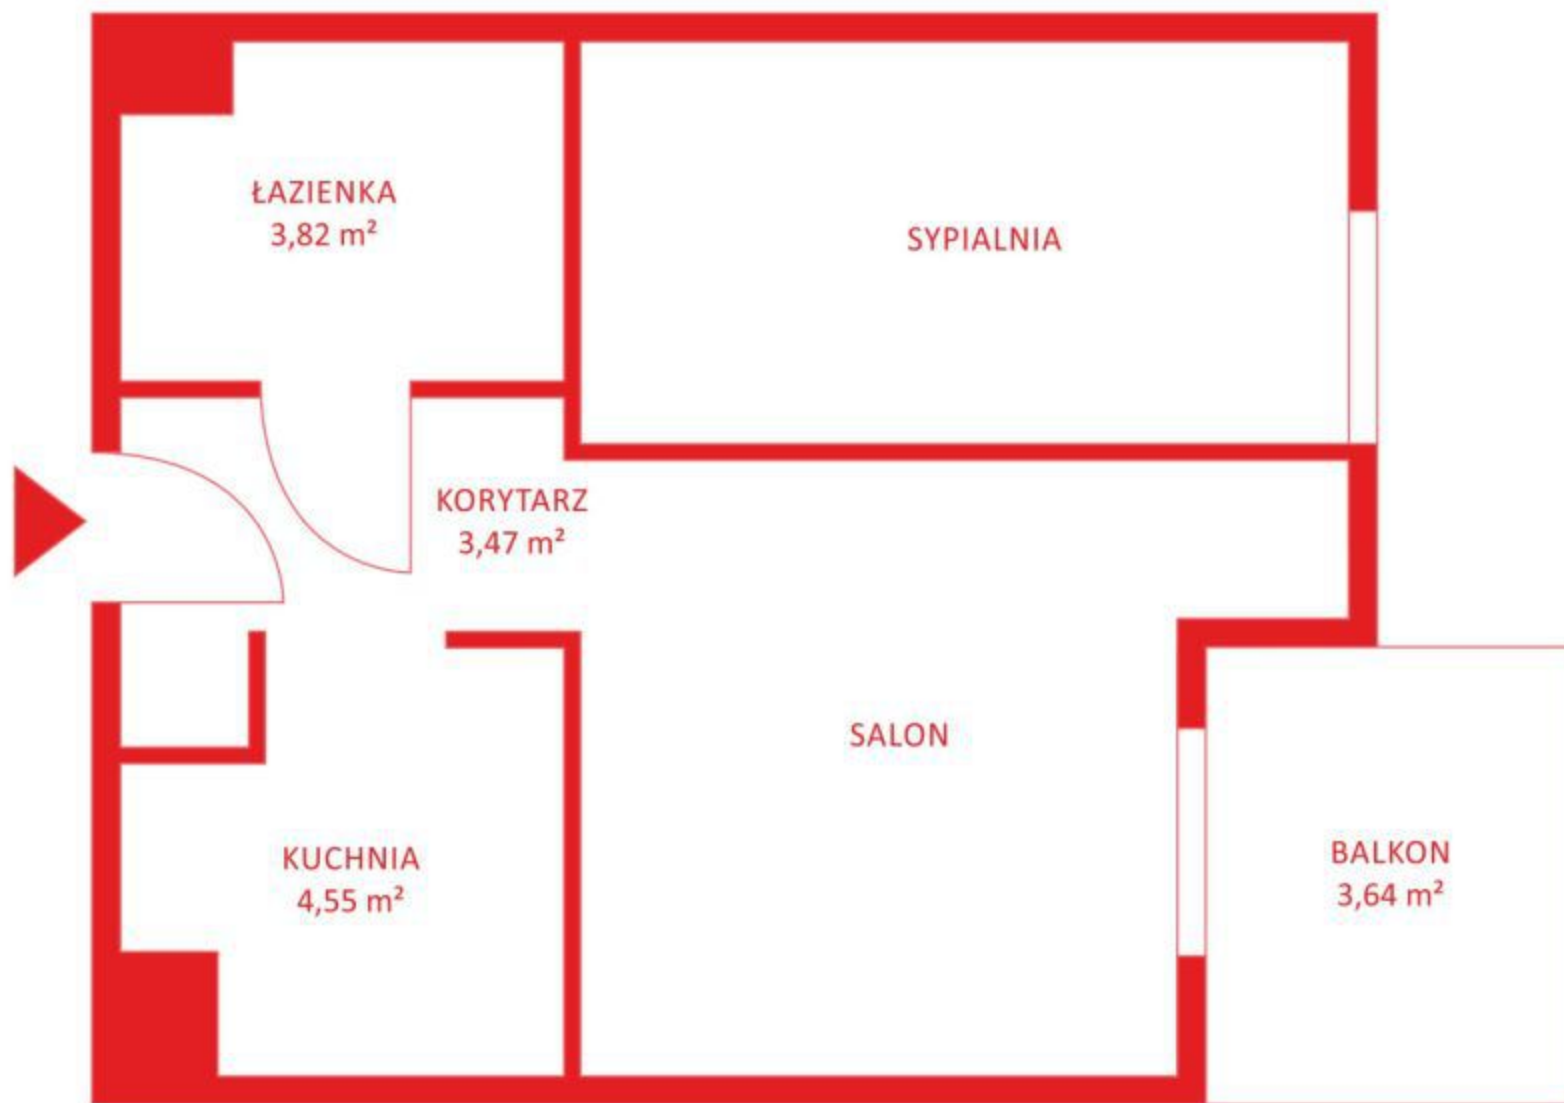 ŁAZIENKA
3,82 m²
SYPIALNIA
KORYTARZ
3,47 m²
SALON
KUCHNIA
4,55 m²
BALKON
3,64 m²